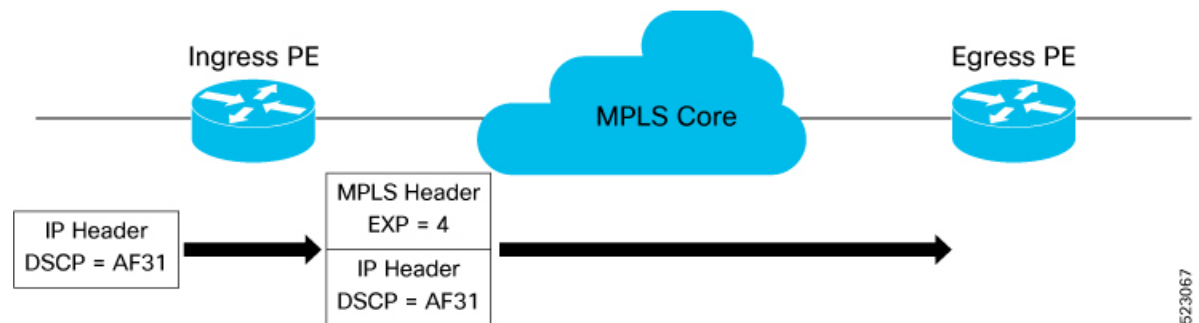 Ingress PE
MPLS Core
Egress PE
IP Header
DSCP = AF31
MPLS Header
EXP = 4
IP Header
DSCP = AF31
523067